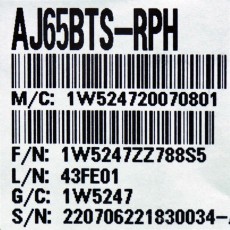 AJ65BTS-RPH
M/C: 1W524720070801
F/N: 1W5247ZZ788S5
L/N: 43FE01
G/C: 1W5247
S/N: 220706221830034-